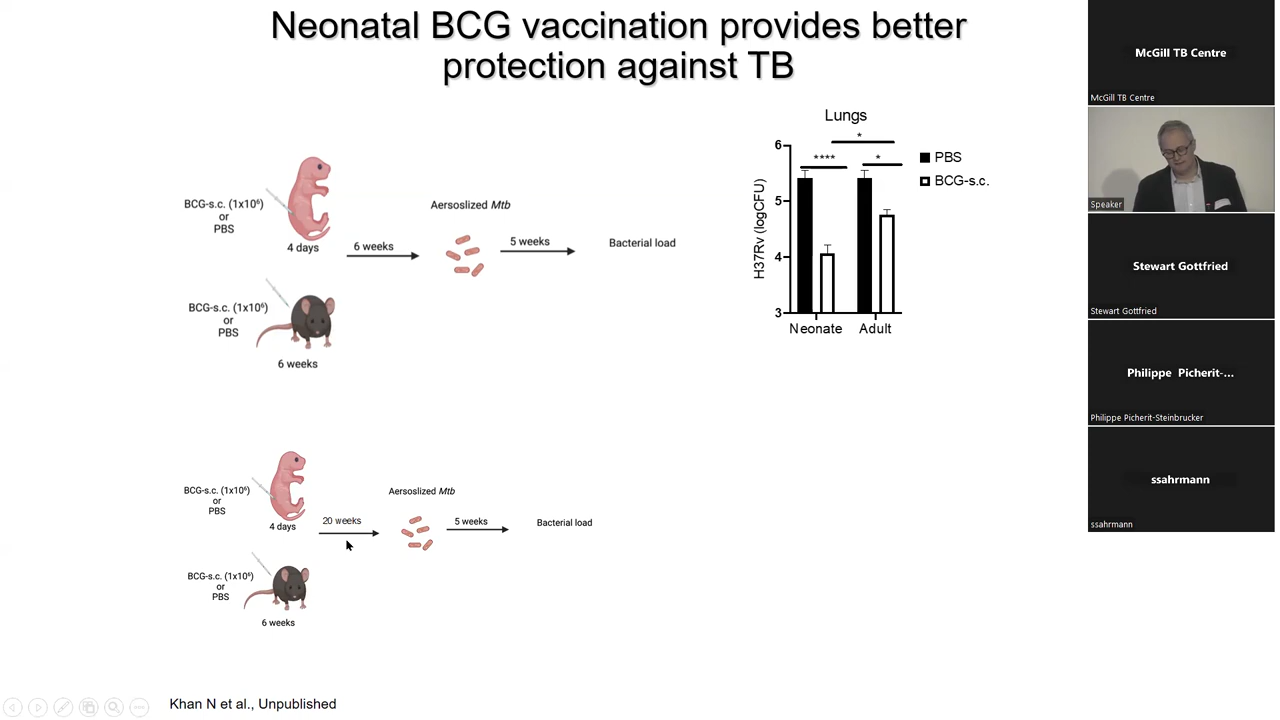 Neonatal BCG vaccination provides better
protection against TB
BCG-s.c. (1x10⁶)
or
PBS
4 days
6 weeks
Aersoslized Mtb
5 weeks
Bacterial load
BCG-s.c. (1x10⁶)
or
PBS
6 weeks
Lungs
*
****
*
6
5
4
3
H37Rv (logCFU)
Neonate
Adult
PBS
BCG-s.c.
BCG-s.c. (1x10⁶)
or
PBS
4 days
20 weeks
Aersoslized Mtb
5 weeks
Bacterial load
BCG-s.c. (1x10⁶)
or
PBS
6 weeks
Khan N et al., Unpublished
McGill TB Centre
McGill TB Centre
Speaker
Stewart Gottfried
Stewart Gottfried
Philippe Picherit-...
Philippe Picherit-Steinbrucker
ssahrmann
ssahrmann